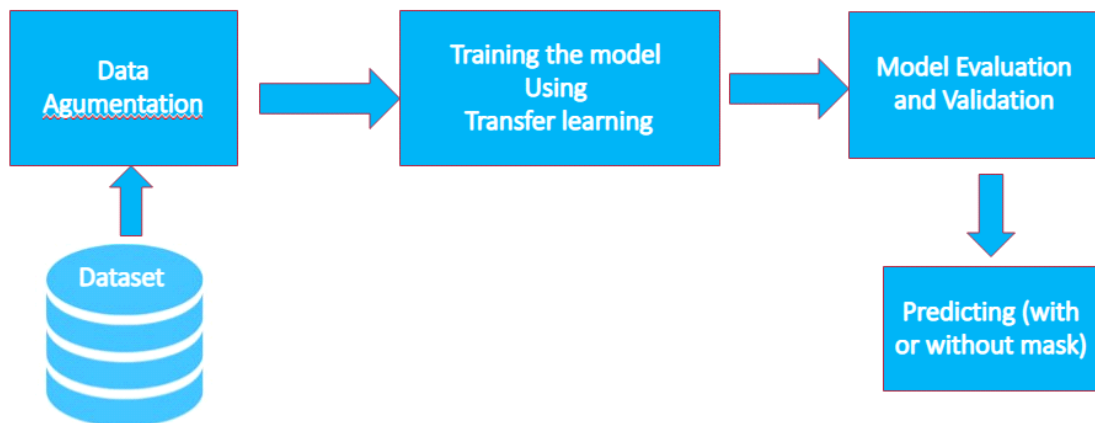 Data
Agumentation
Training the model
Using
Transfer learning
Model Evaluation
and Validation
Dataset
Predicting (with
or without mask)